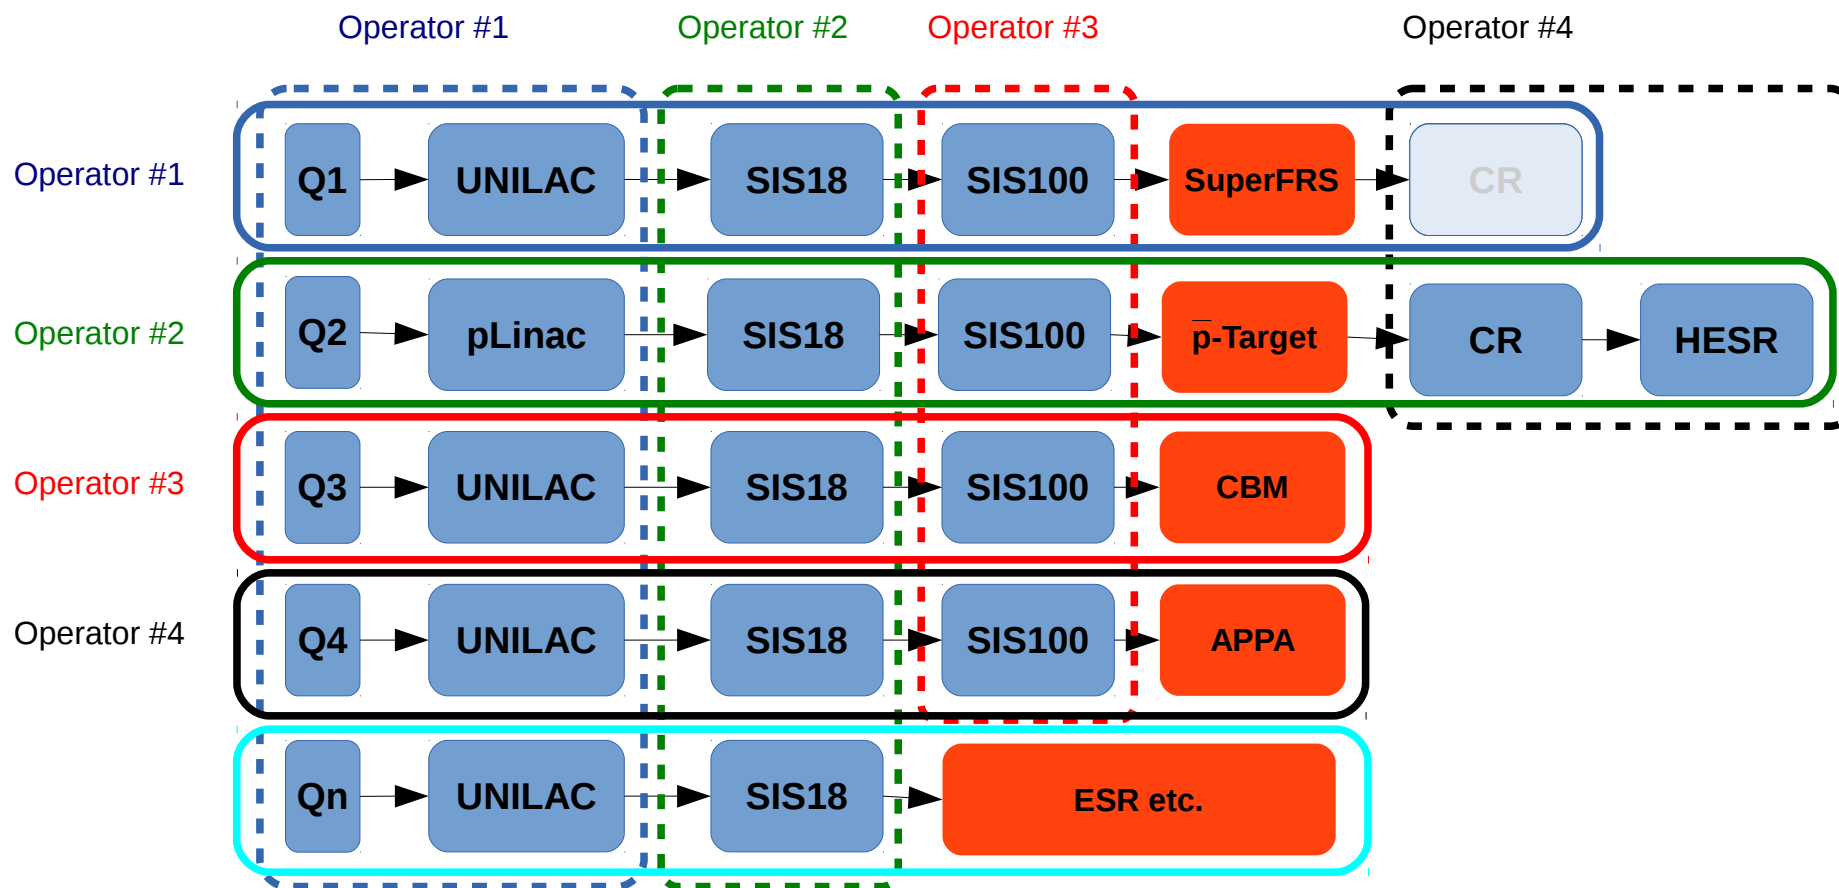 Operator #1 Operator #2 Operator #3 Operator #4
Operator #1 Q1 UNILAC SIS18 SIS100 SuperFRS CR
Operator #2 Q2 pLinac SIS18 SIS100 p̅-Target CR HESR
Operator #3 Q3 UNILAC SIS18 SIS100 CBM
Operator #4 Q4 UNILAC SIS18 SIS100 APPA
Qn UNILAC SIS18 ESR etc.